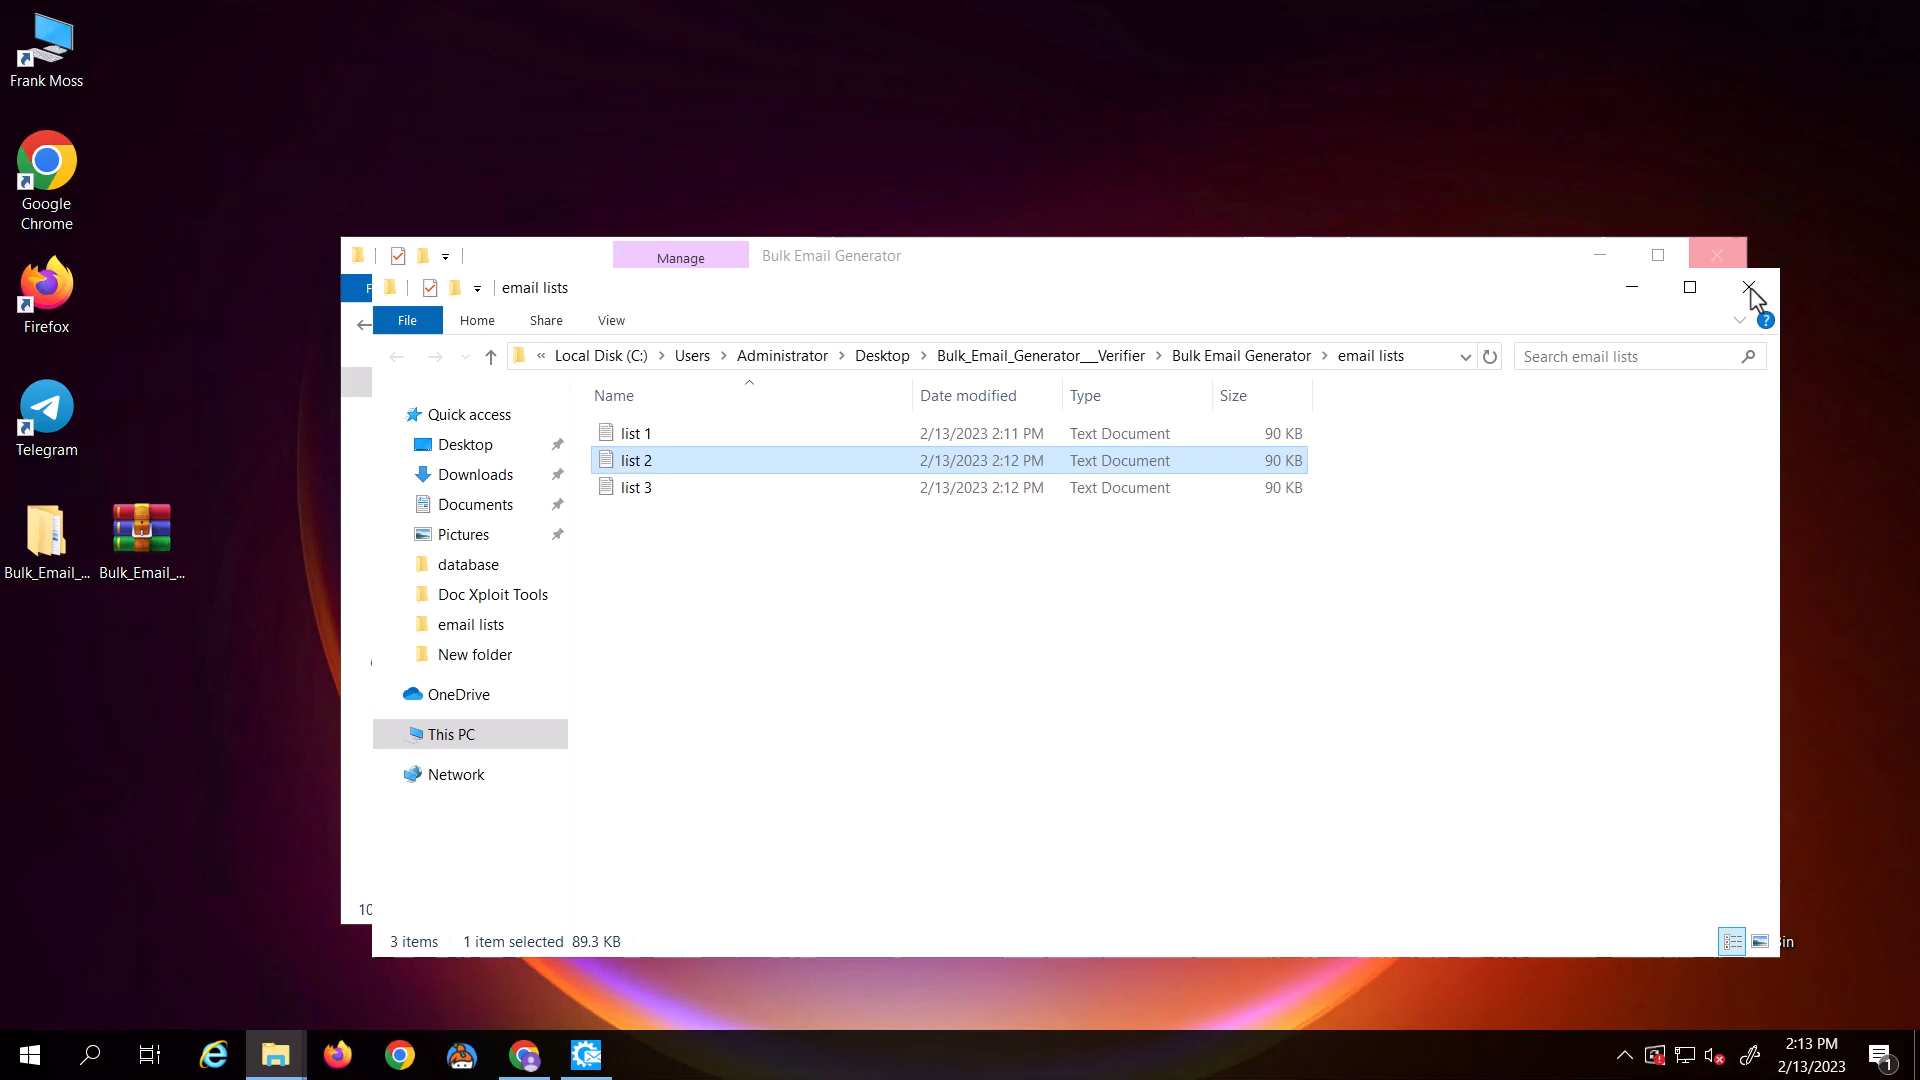 Frank Moss
Google
Chrome
Firefox
Telegram
Bulk_Email_...
Bulk_Email_...
Manage
Bulk Email Generator
F
email lists
File
Home
Share
View
?
« Local Disk (C:) > Users > Administrator > Desktop > Bulk_Email_Generator___Verifier > Bulk Email Generator > email lists
Search email lists
Name
Date modified
Type
Size
list 1
2/13/2023 2:11 PM
Text Document
90 KB
list 2
2/13/2023 2:12 PM
Text Document
90 KB
list 3
2/13/2023 2:12 PM
Text Document
90 KB
Quick access
Desktop
Downloads
Documents
Pictures
database
Doc Xploit Tools
email lists
New folder
OneDrive
This PC
Network
10
3 items
1 item selected 89.3 KB
in
2:13 PM
2/13/2023
1